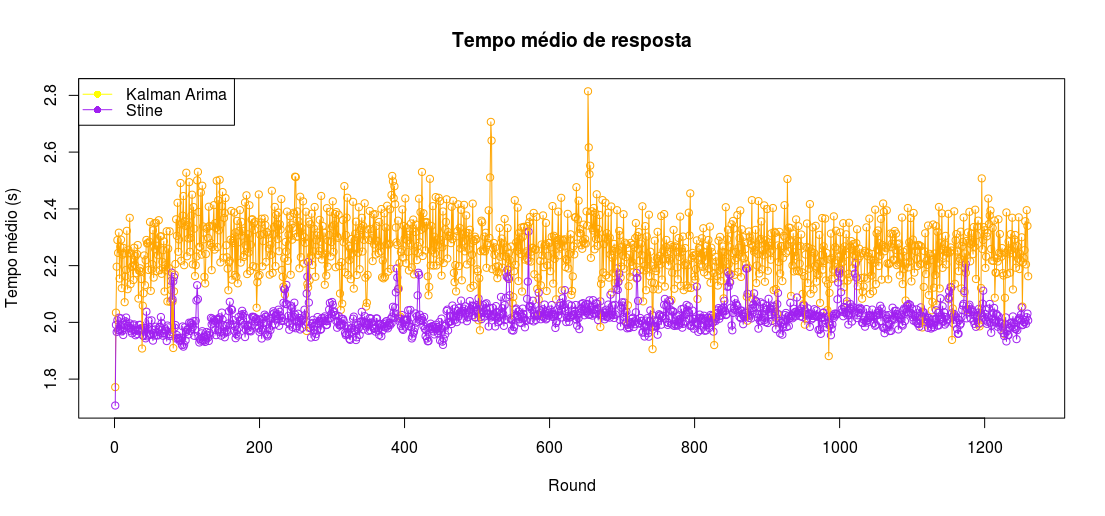 Tempo médio de resposta
Kalman Arima
Stine
Tempo médio (s)
2.8
2.6
2.4
2.2
2.0
1.8
0 200 400 600 800 1000 1200
Round